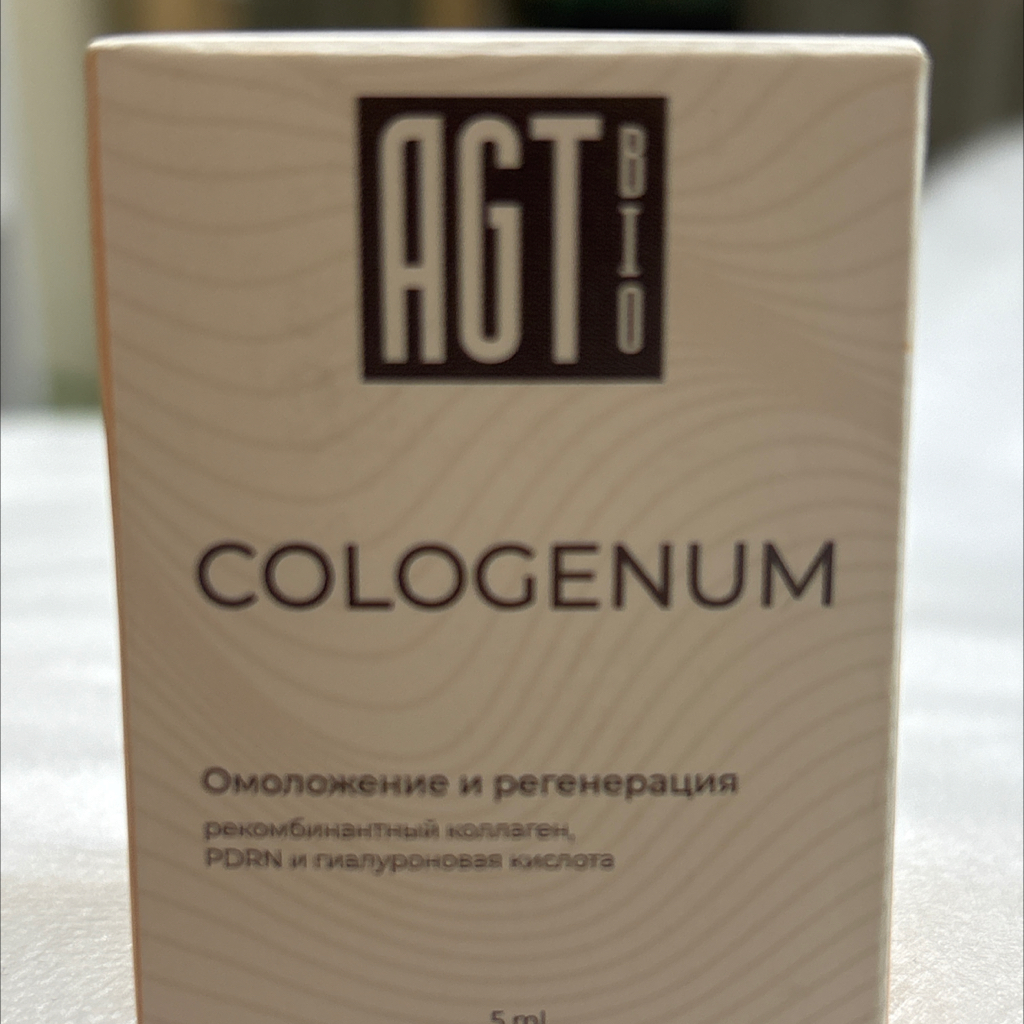 AGT BIO
COLOGENUM
Омоложение и регенерация
рекомбинантный коллаген,
PDRN и гиалуроновая кислота
5 ml